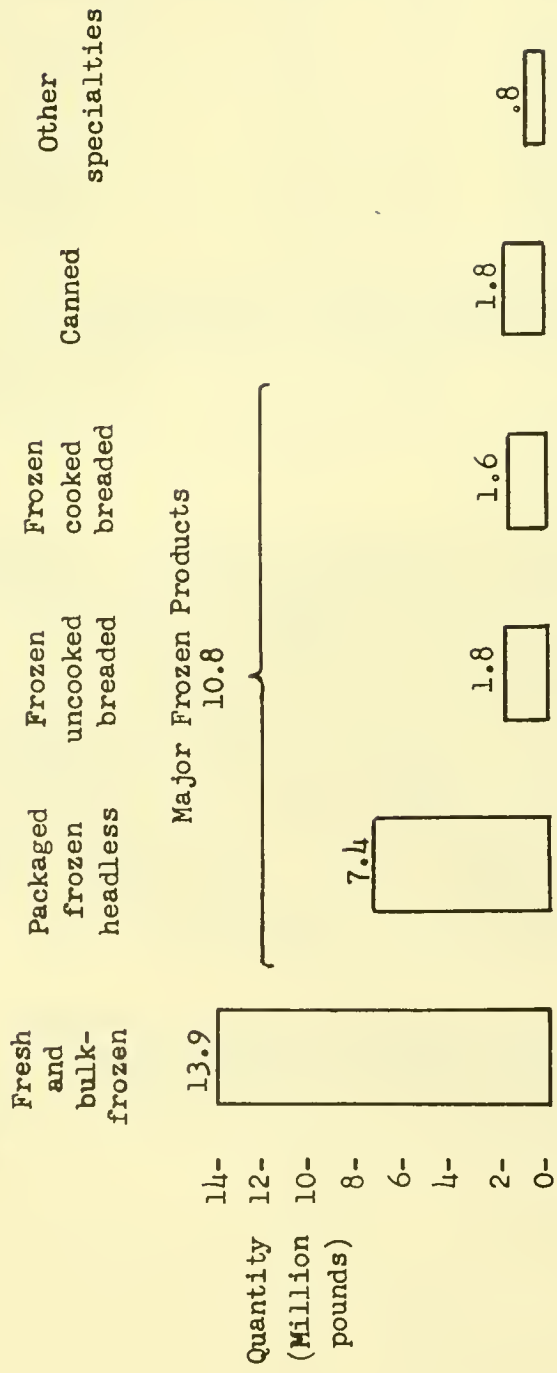 Fresh
and
bulk-
frozen
Packaged
frozen
headless
Frozen
uncooked
breaded
Frozen
cooked
breaded
Canned
Other
specialties
Major Frozen Products
10.8
Quantity
(Million
pounds)
14-
12-
10-
8-
6-
4-
2-
0-
13.9
7.4
1.8
1.6
1.8
.8